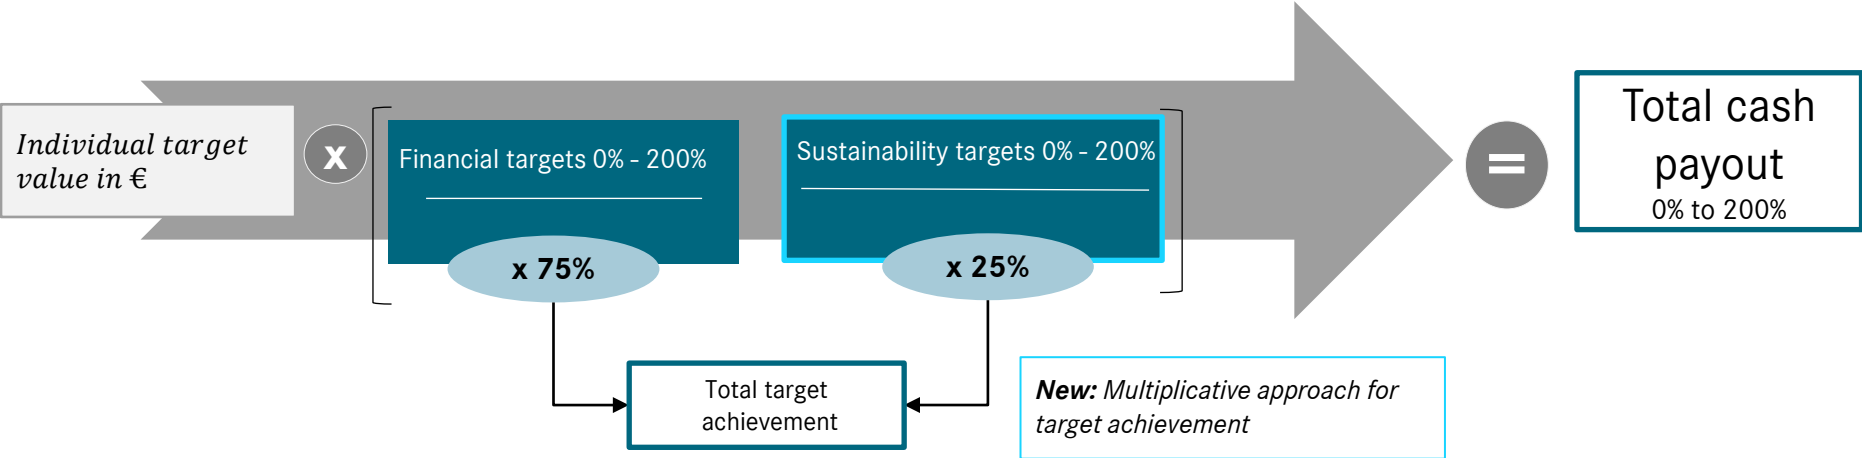 Individual target
value in €
x
Financial targets 0% - 200%
x 75%
Sustainability targets 0% - 200%
x 25%
=
Total cash
payout
0% to 200%
Total target
achievement
New: Multiplicative approach for
target achievement